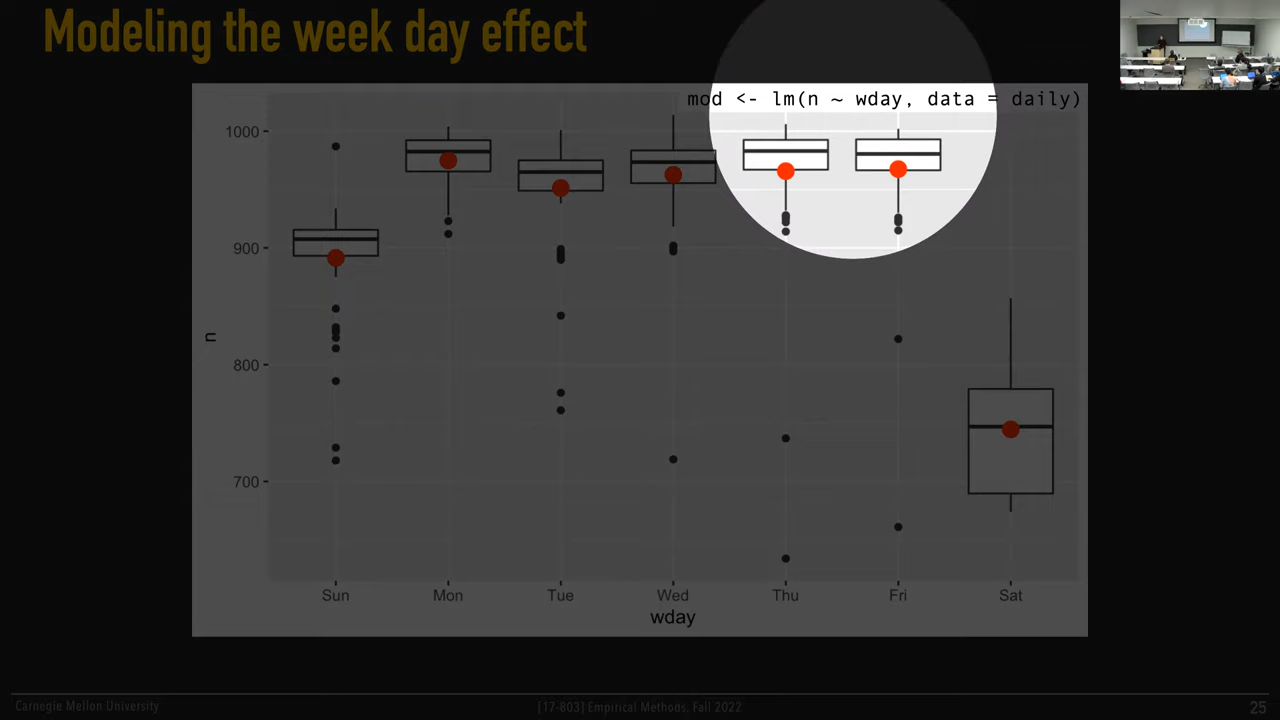 Modeling the week day effect
mod <- lm(n ~ wday, data = daily)
1000
900
800
700
n
Sun Mon Tue Wed Thu Fri Sat
wday
Carnegie Mellon University [17-803] Empirical Methods, Fall 2022 25